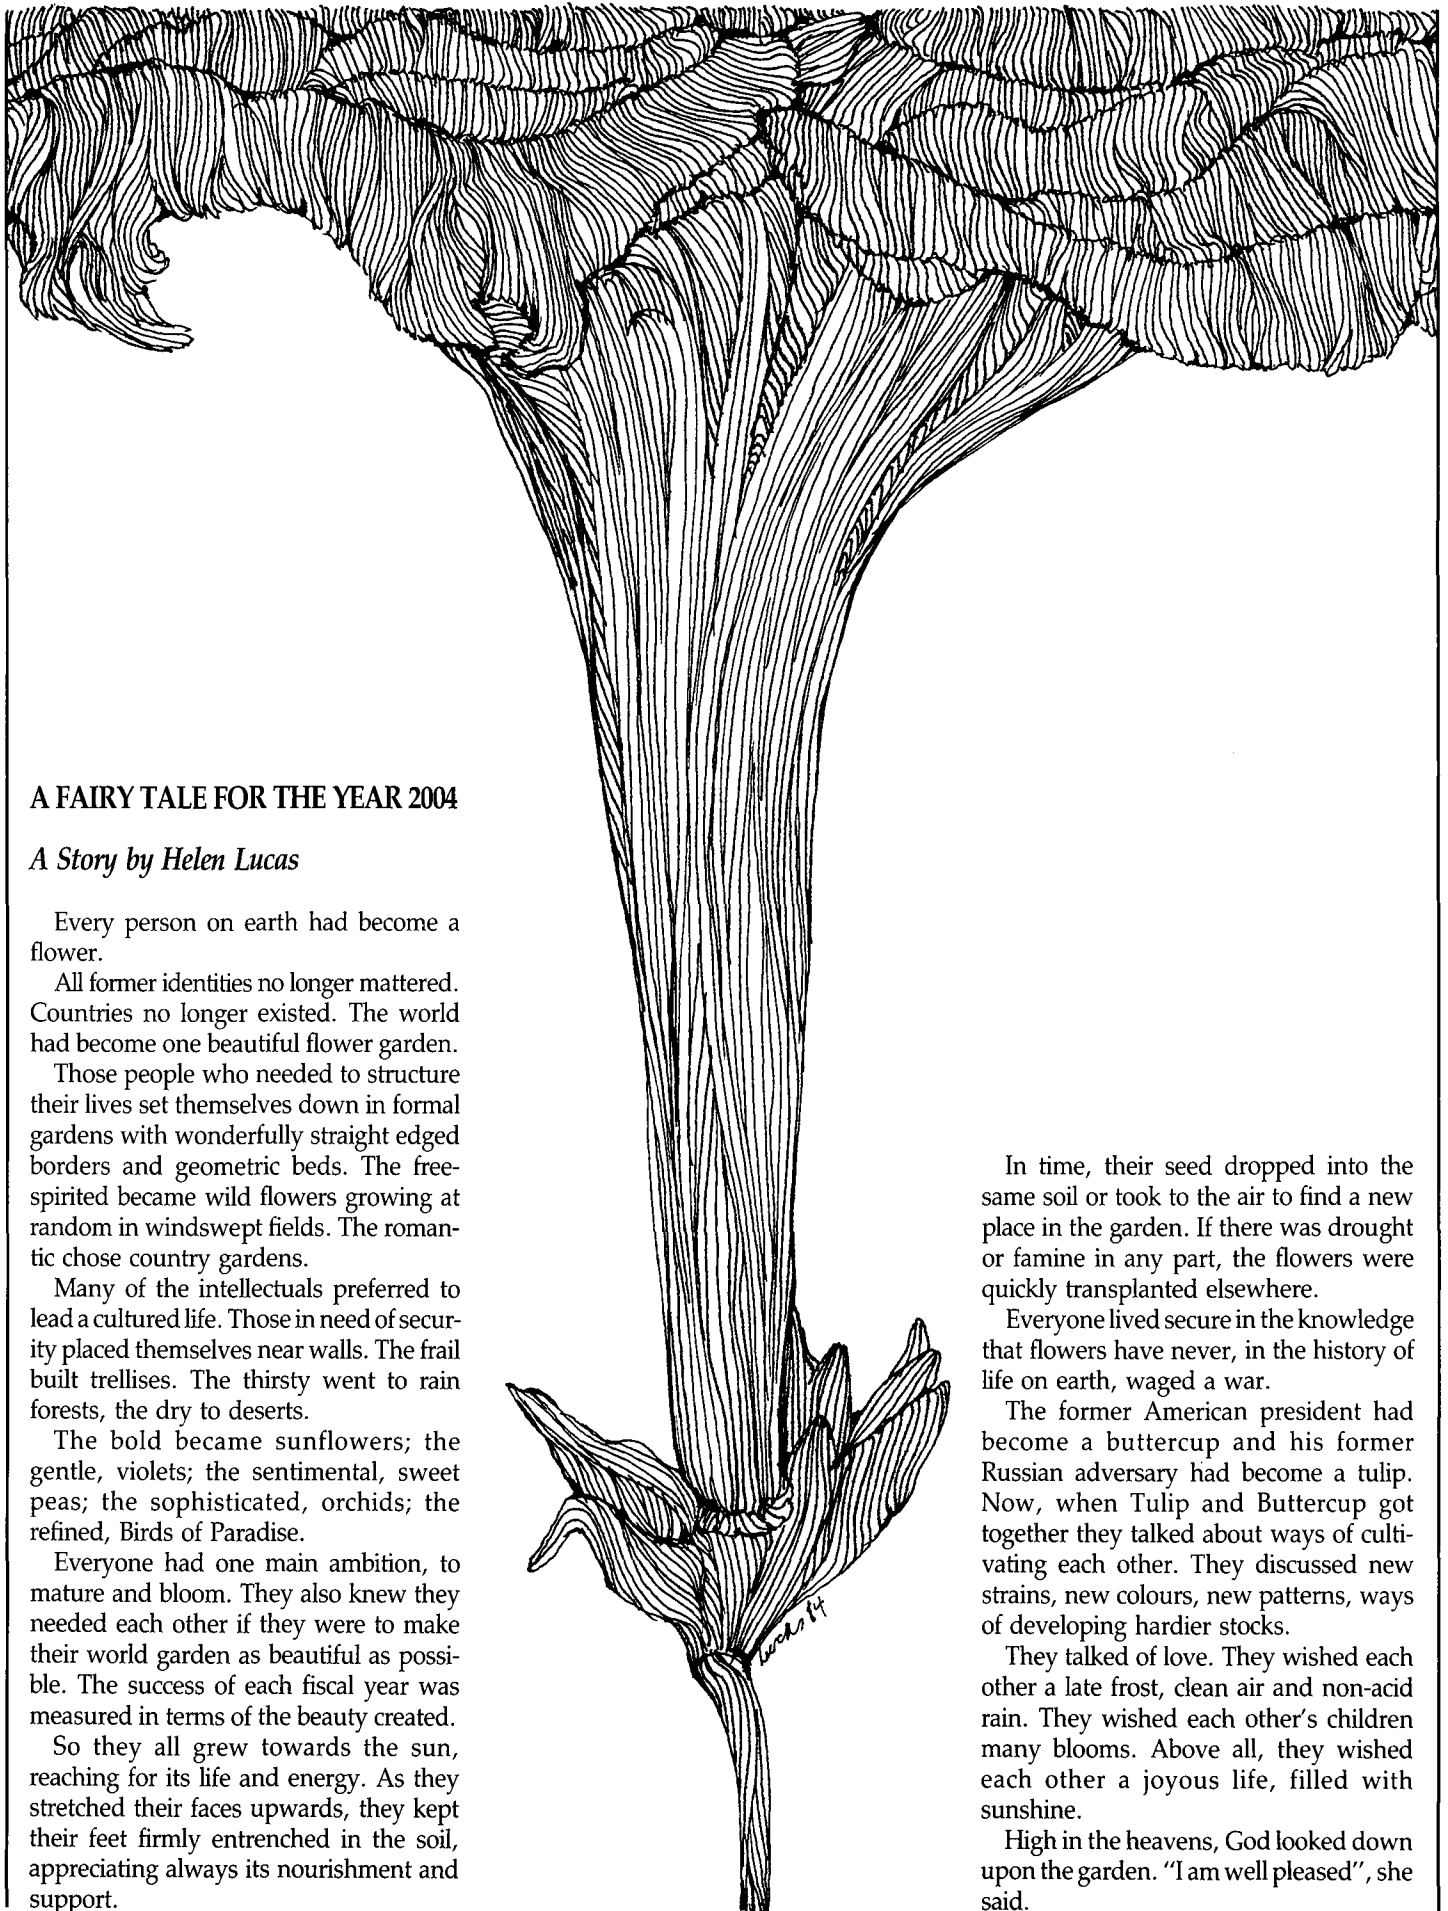 A FAIRY TALE FOR THE YEAR 2004
A Story by Helen Lucas
Every person on earth had become a
flower.
All former identities no longer mattered.
Countries no longer existed. The world
had become one beautiful flower garden.
Those people who needed to structure
their lives set themselves down in formal
gardens with wonderfully straight edged
borders and geometric beds. The free-
spirited became wild flowers growing at
random in windswept fields. The roman-
tic chose country gardens.
Many of the intellectuals preferred to
lead a cultured life. Those in need of secur-
ity placed themselves near walls. The frail
built trellises. The thirsty went to rain
forests, the dry to deserts.
The bold became sunflowers; the
gentle, violets; the sentimental, sweet
peas; the sophisticated, orchids; the
refined, Birds of Paradise.
Everyone had one main ambition, to
mature and bloom. They also knew they
needed each other if they were to make
their world garden as beautiful as possi-
ble. The success of each fiscal year was
measured in terms of the beauty created.
So they all grew towards the sun,
reaching for its life and energy. As they
stretched their faces upwards, they kept
their feet firmly entrenched in the soil,
appreciating always its nourishment and
support.
In time, their seed dropped into the
same soil or took to the air to find a new
place in the garden. If there was drought
or famine in any part, the flowers were
quickly transplanted elsewhere.
Everyone lived secure in the knowledge
that flowers have never, in the history of
life on earth, waged a war.
The former American president had
become a buttercup and his former
Russian adversary had become a tulip.
Now, when Tulip and Buttercup got
together they talked about ways of culti-
vating each other. They discussed new
strains, new colours, new patterns, ways
of developing hardier stocks.
They talked of love. They wished each
other a late frost, clean air and non-acid
rain. They wished each other's children
many blooms. Above all, they wished
each other a joyous life, filled with
sunshine.
High in the heavens, God looked down
upon the garden. "I am well pleased", she
said.
Lucas 84